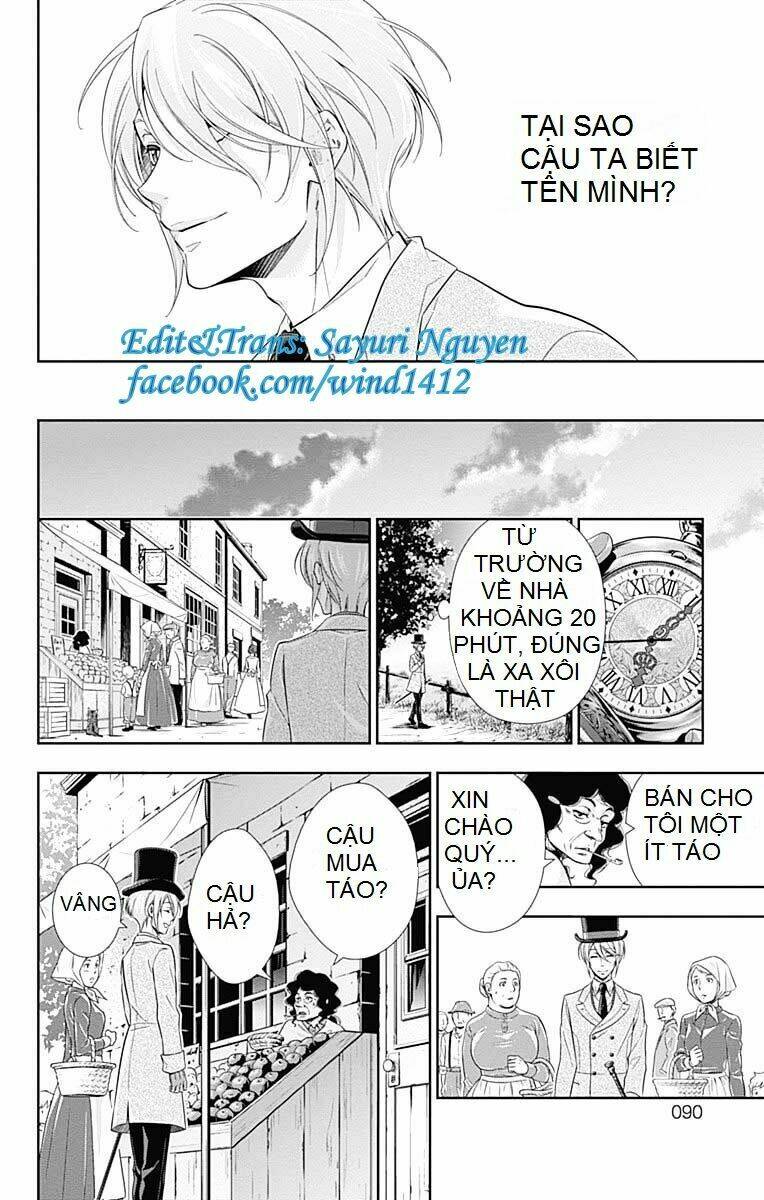 TẠI SAO
CẬU TA BIẾT
TÊN MÌNH?
Edit&Trans: Sayuri Nguyen
facebook.com/wind1412
TỪ
TRƯỜNG
VỀ NHÀ
KHOẢNG 20
PHÚT, ĐÚNG
LÀ XA XÔI
THẬT
BÁN CHO
TÔI MỘT
ÍT TÁO
XIN
CHÀO
QUÝ...
ỦA?
CẬU
MUA
TÁO?
CẬU
HẢ?
VÂNG
090